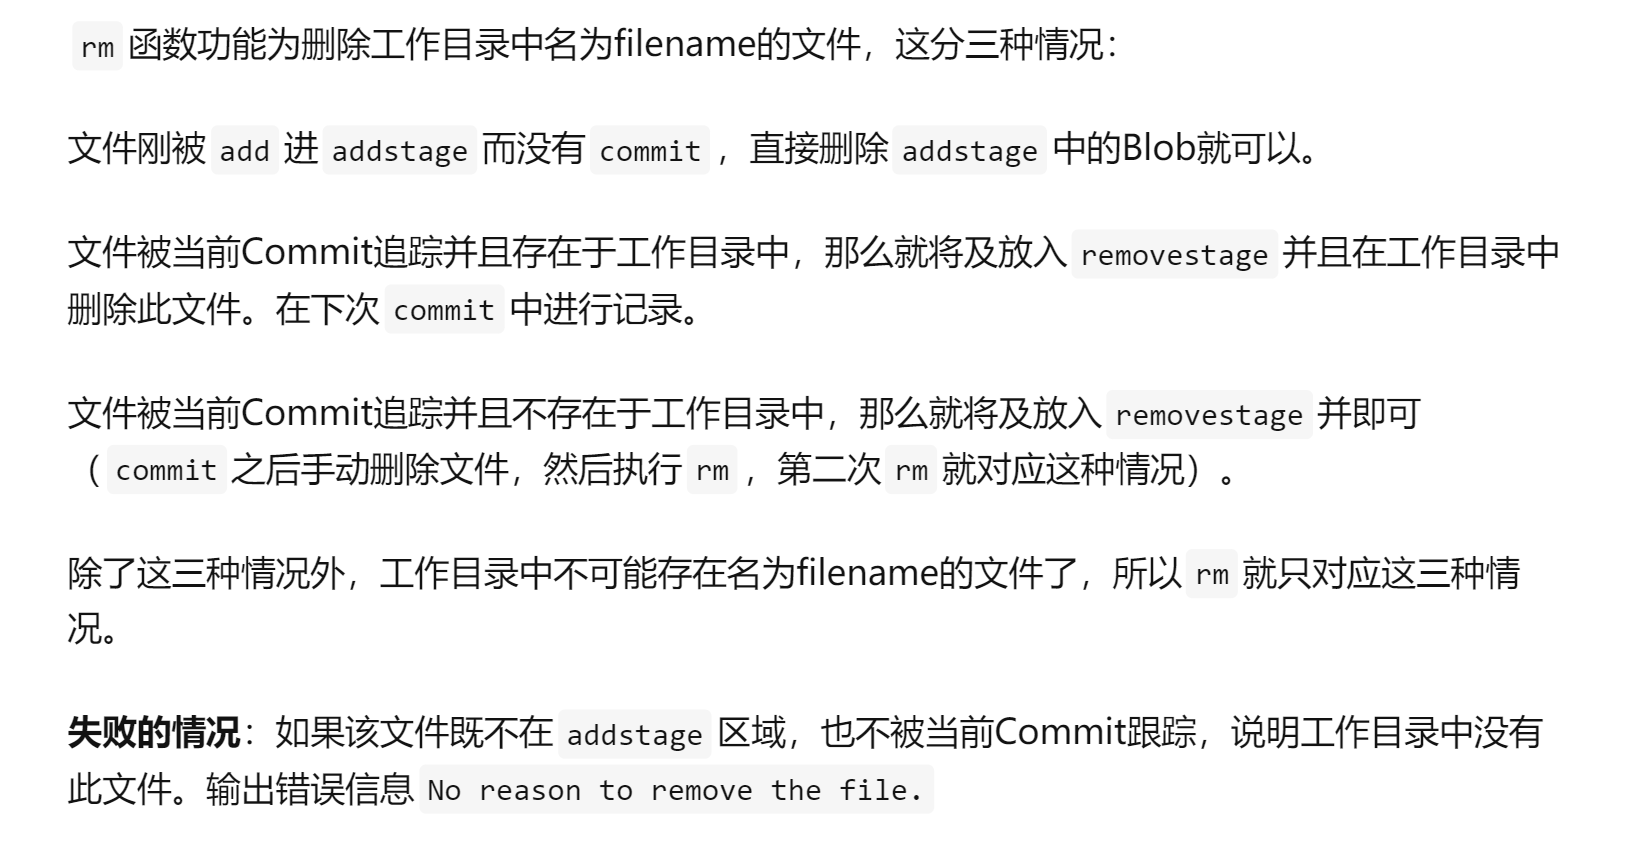 rm 函数功能为删除工作目录中名为filename的文件，这分三种情况：
文件刚被 add 进 addstage 而没有 commit ，直接删除 addstage 中的Blob就可以。
文件被当前Commit追踪并且存在于工作目录中，那么就将及放入 removestage 并且在工作目录中
删除此文件。在下次 commit 中进行记录。
文件被当前Commit追踪并且不存在于工作目录中，那么就将及放入 removestage 并即可
（ commit 之后手动删除文件，然后执行 rm ，第二次 rm 就对应这种情况）。
除了这三种情况外，工作目录中不可能存在名为filename的文件了，所以 rm 就只对应这三种情
况。
失败的情况：如果该文件既不在 addstage 区域，也不被当前Commit跟踪，说明工作目录中没有
此文件。输出错误信息 No reason to remove the file.